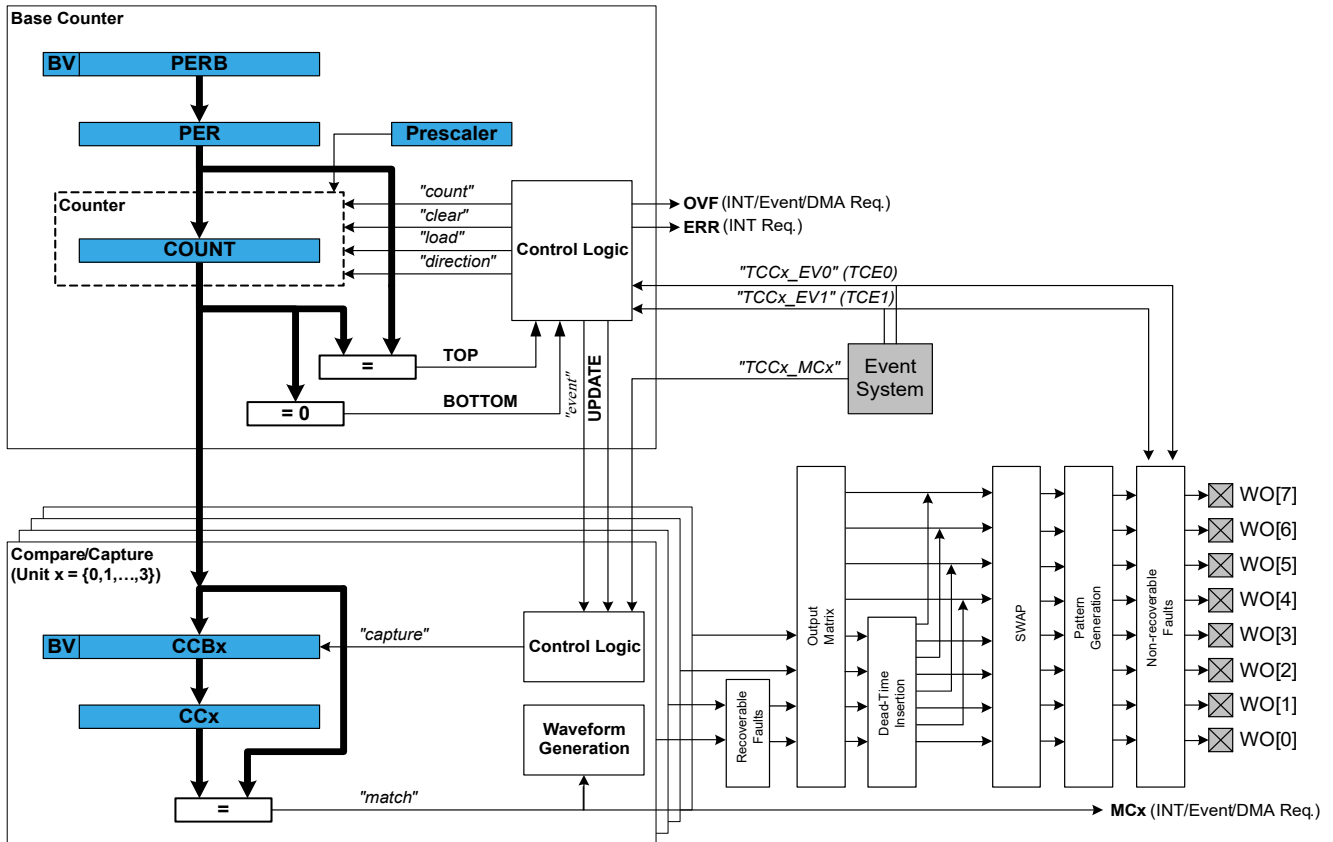 Base Counter
BV PERB
PER
Prescaler
Counter
COUNT
"count"
"clear"
"load"
"direction"
Control Logic
OVF (INT/Event/DMA Req.)
ERR (INT Req.)
"TCCx_EV0" (TCE0)
"TCCx_EV1" (TCE1)
"TCCx_MCx"
Event
System
=
TOP
= 0
BOTTOM
"event"
UPDATE
Compare/Capture
(Unit x = {0,1,…,3})
BV CCBx
"capture"
Control Logic
CCx
Waveform
Generation
=
"match"
Recoverable
Faults
Output
Matrix
Dead-Time
Insertion
SWAP
Pattern
Generation
Non-recoverable
Faults
WO[7]
WO[6]
WO[5]
WO[4]
WO[3]
WO[2]
WO[1]
WO[0]
MCx (INT/Event/DMA Req.)